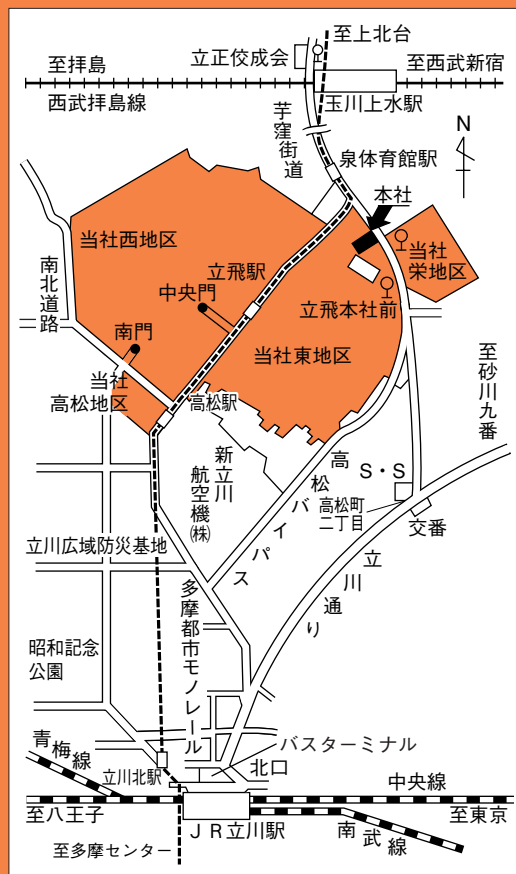 至上北台
立正佼成会
至拝島
至西武新宿
西武拝島線
玉川上水駅
芋窪街道
N
泉体育館駅
本社
当社西地区
当社
栄地区
南北道路
立飛駅
中央門
立飛本社前
南門
当社東地区
当社
高松地区
高松駅
至砂川九番
新立川
航空機
㈱
高松バイパス
S・S
高松町
二丁目
交番
立川広域防災基地
立川通り
多摩都市モノレール
昭和記念
公園
バスターミナル
青梅線
立川北駅
北口
中央線
至八王子
至東京
JR立川駅
南武線
至多摩センター